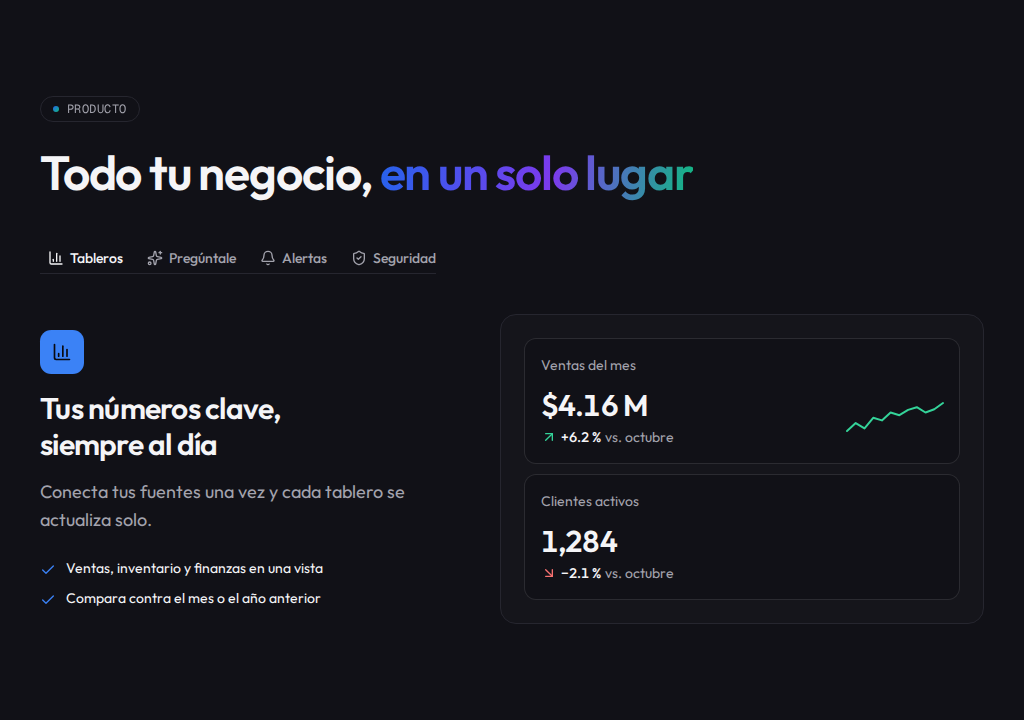 PRODUCTO
Todo tu negocio, en un solo lugar
Tableros
Pregúntale
Alertas
Seguridad
Tus números clave,
siempre al día
Conecta tus fuentes una vez y cada tablero se
actualiza solo.
Ventas, inventario y finanzas en una vista
Compara contra el mes o el año anterior
Ventas del mes
$4.16 M
+6.2 % vs. octubre
Clientes activos
1,284
−2.1 % vs. octubre